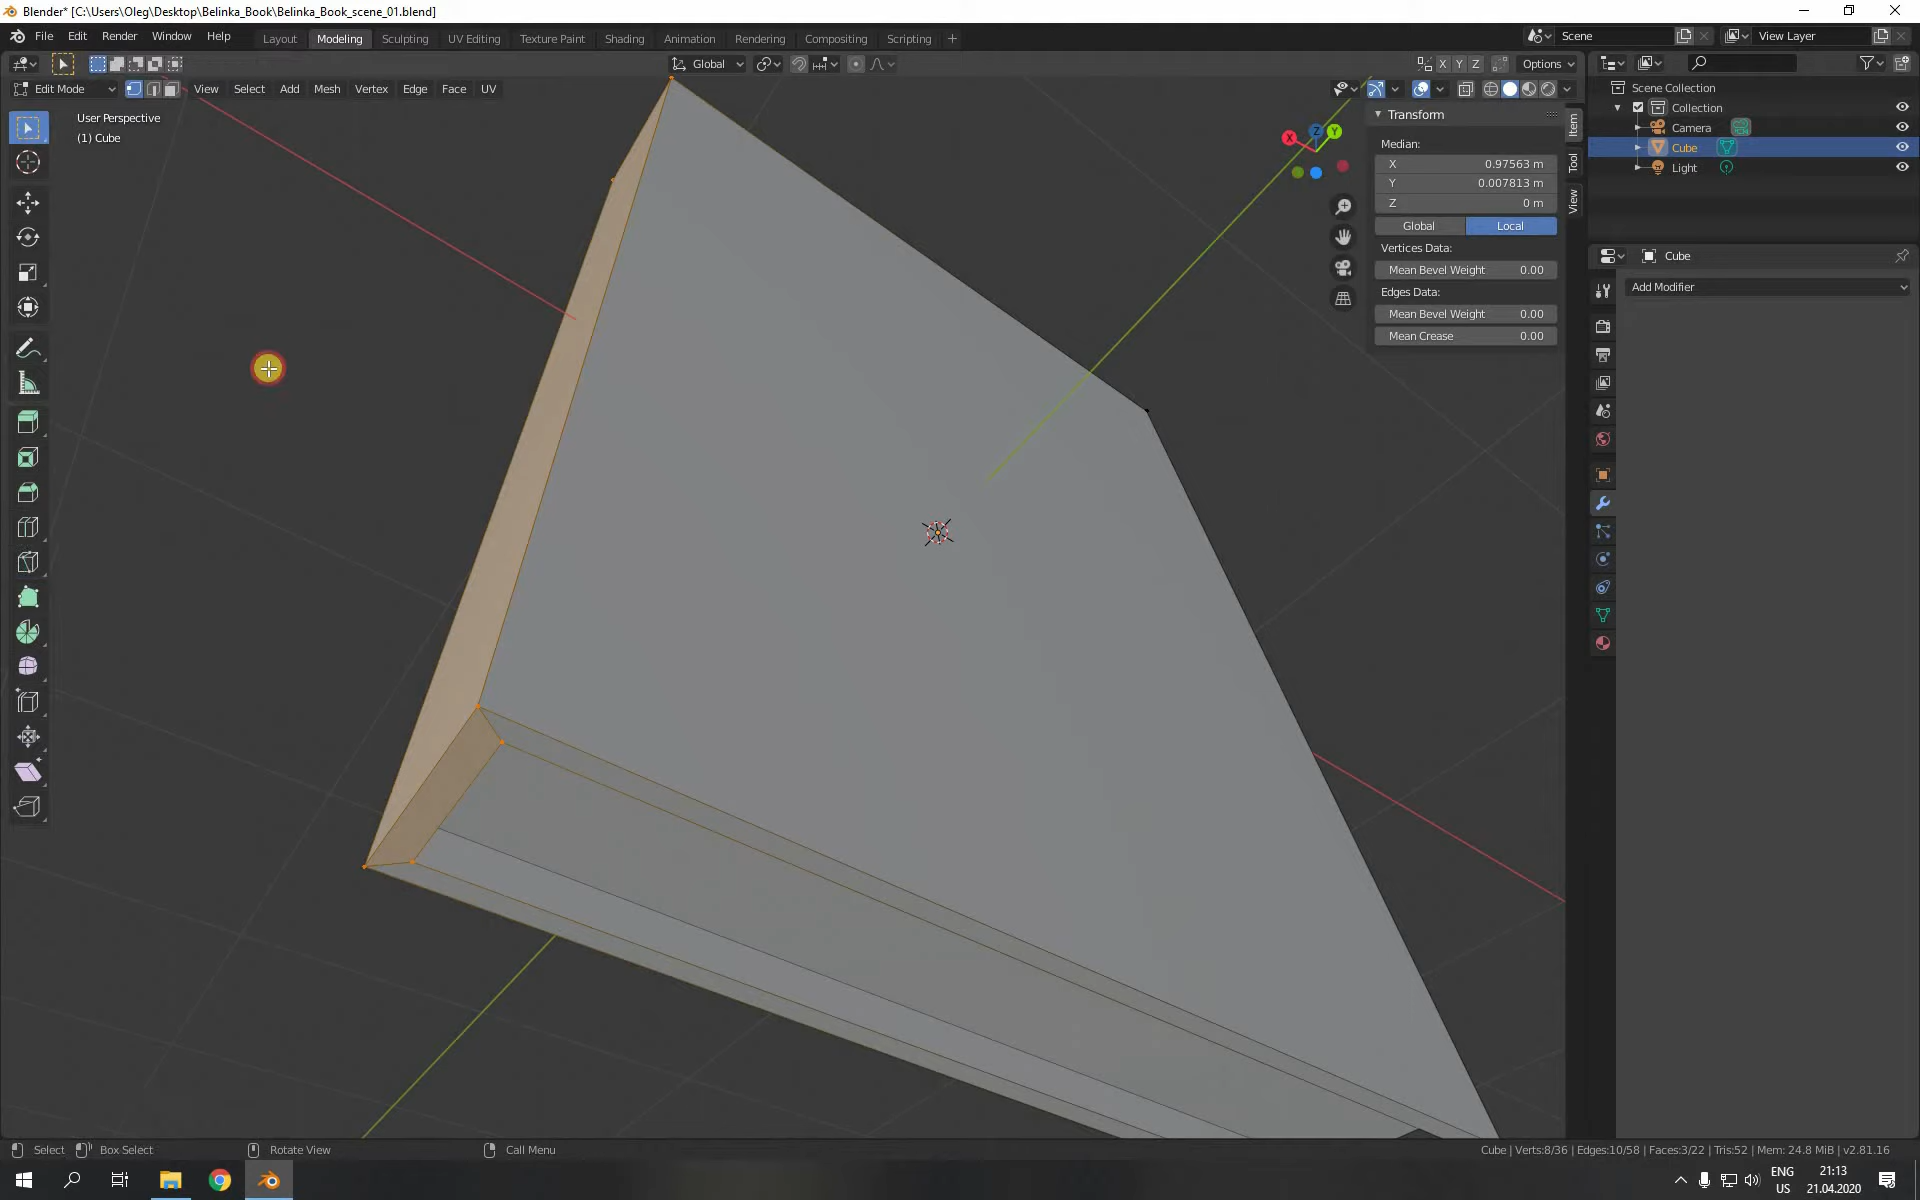 Blender* [C:\Users\Oleg\Desktop\Belinka_Book\Belinka_Book_scene_01.blend]
File Edit Render Window Help Layout Modeling Sculpting UV Editing Texture Paint Shading Animation Rendering Compositing Scripting + Scene View Layer
Global X Y Z Options
Edit Mode View Select Add Mesh Vertex Edge Face UV
User Perspective
(1) Cube
X Z Y
Transform
Median:
X 0.97563 m
Y 0.007813 m
Z 0 m
Global Local
Vertices Data:
Mean Bevel Weight 0.00
Edges Data:
Mean Bevel Weight 0.00
Mean Crease 0.00
Item
Tool
View
Scene Collection
Collection
Camera
Cube
Light
Cube
Add Modifier
Select Box Select Rotate View Call Menu Cube | Verts:8/36 | Edges:10/58 | Faces:3/22 | Tris:52 | Mem: 24.8 MiB | v2.81.16
ENG
US
21:13
21.04.2020